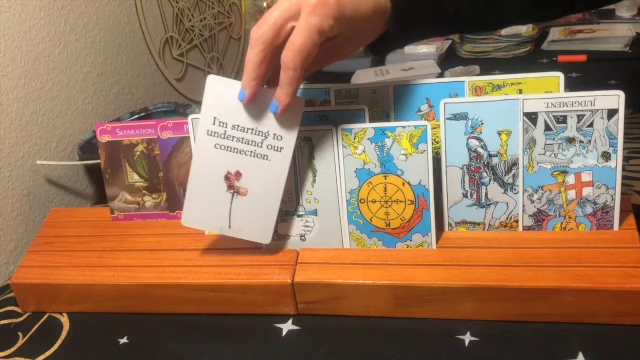 SEPARATION
I'm starting to
understand our
connection.
JUDGEMENT.